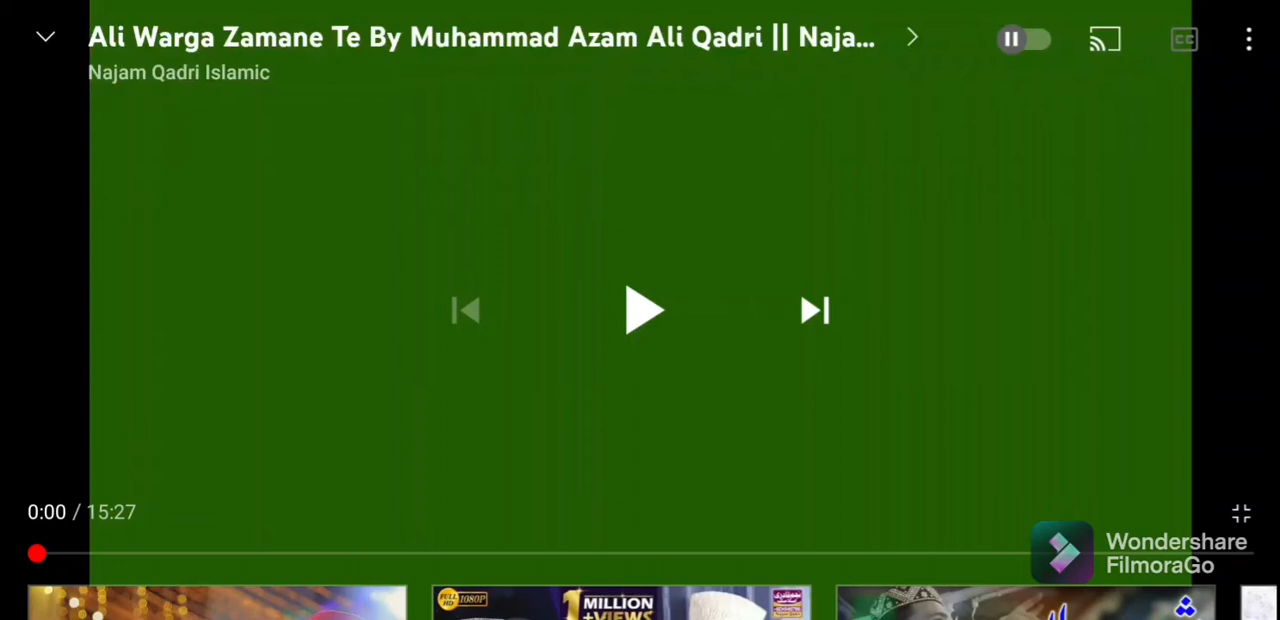 Ali Warga Zamane Te By Muhammad Azam Ali Qadri || Naja...
Najam Qadri Islamic
CC
0:00 / 15:27
Wondershare
FilmoraGo
FULL HD 1080P
1 MILLION
+VIEWS